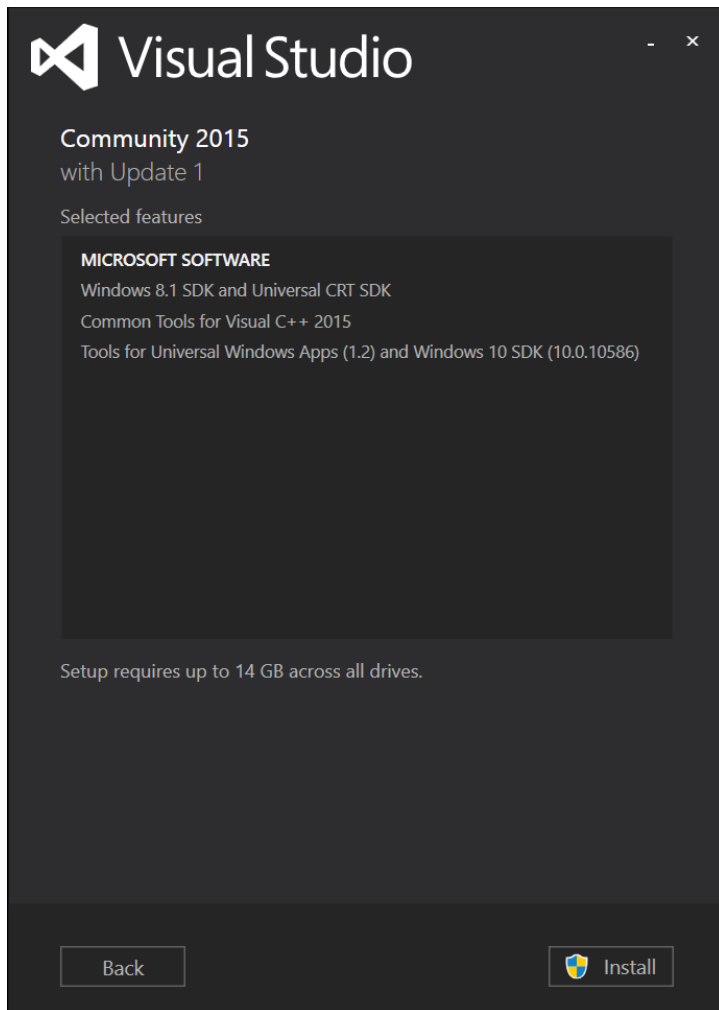 Visual Studio
Community 2015
with Update 1
Selected features
MICROSOFT SOFTWARE
Windows 8.1 SDK and Universal CRT SDK
Common Tools for Visual C++ 2015
Tools for Universal Windows Apps (1.2) and Windows 10 SDK (10.0.10586)
Setup requires up to 14 GB across all drives.
Back
Install